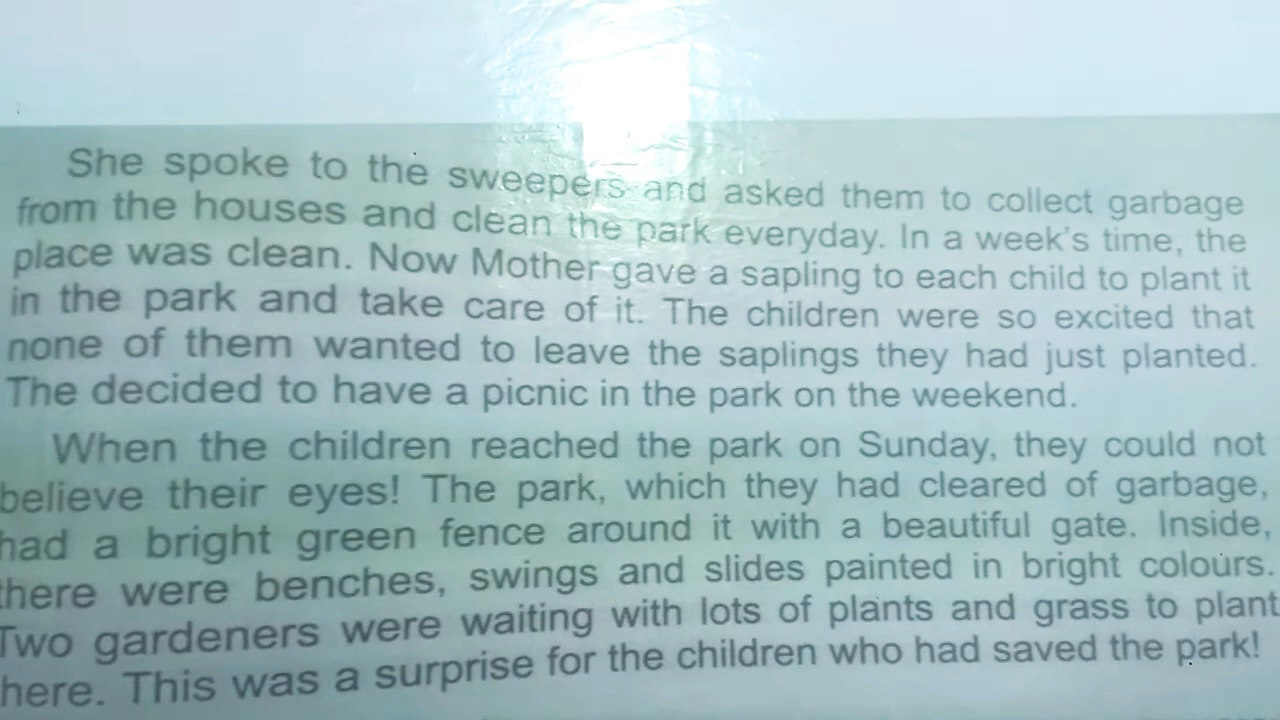 She spoke to the sweepers and asked them to collect garbage
from the houses and clean the park everyday. In a week's time, the
place was clean. Now Mother gave a sapling to each child to plant it
in the park and take care of it. The children were so excited that
none of them wanted to leave the saplings they had just planted.
The decided to have a picnic in the park on the weekend.
When the children reached the park on Sunday, they could not
believe their eyes! The park, which they had cleared of garbage,
had a bright green fence around it with a beautiful gate. Inside,
there were benches, swings and slides painted in bright colours.
Two gardeners were waiting with lots of plants and grass to plant
here. This was a surprise for the children who had saved the park!